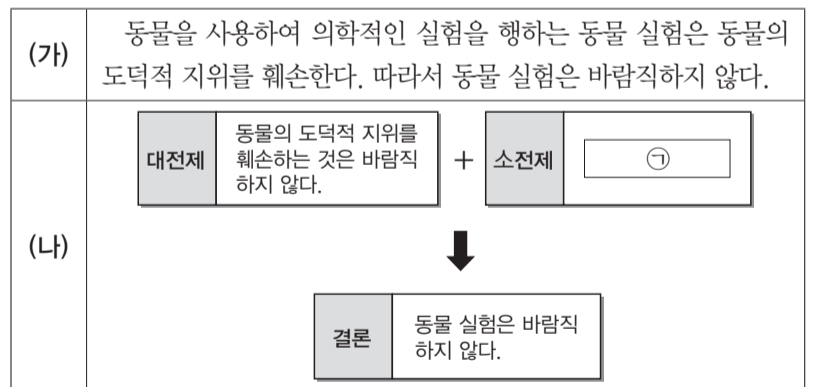 (가)
동물을 사용하여 의학적인 실험을 행하는 동물 실험은 동물의
도덕적 지위를 훼손한다. 따라서 동물 실험은 바람직하지 않다.
(나)
대전제
동물의 도덕적 지위를
훼손하는 것은 바람직
하지 않다.
+
소전제
㉠
결론
동물 실험은 바람직
하지 않다.